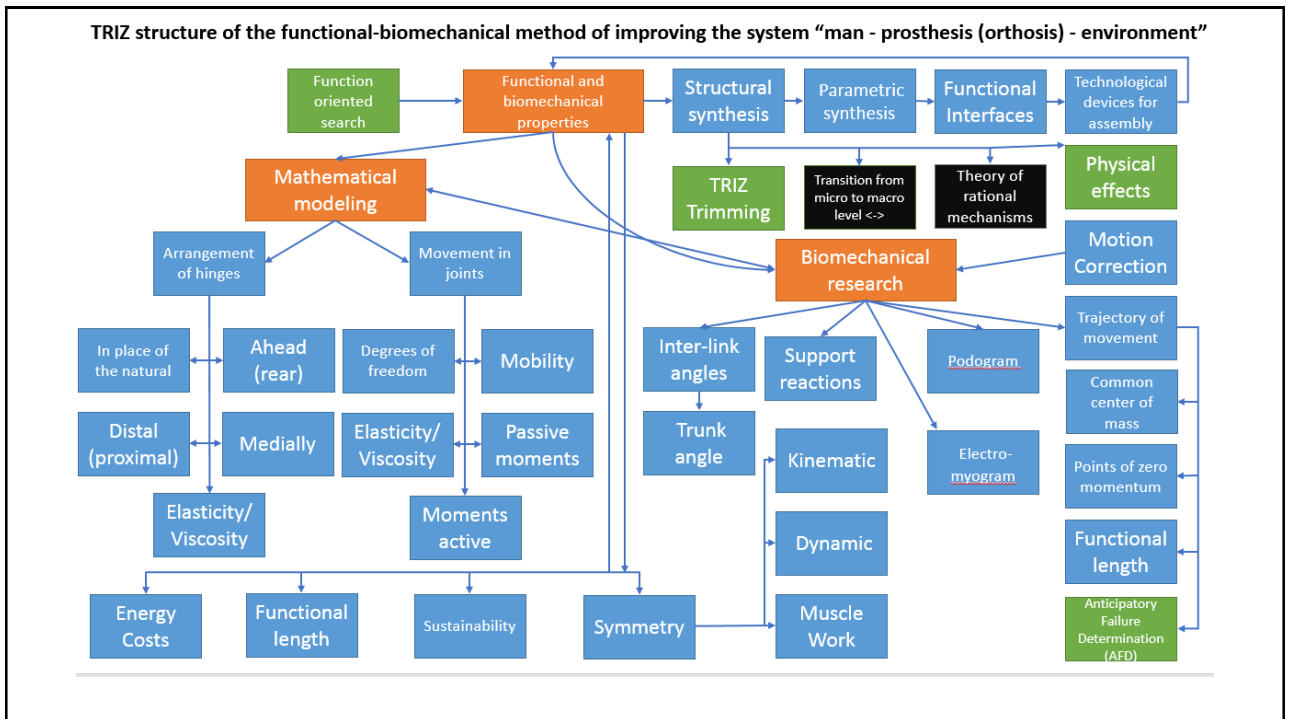 TRIZ structure of the functional-biomechanical method of improving the system “man - prosthesis (orthosis) - environment”
Function
oriented
search
Functional and
biomechanical
properties
Structural
synthesis
Parametric
synthesis
Functional
Interfaces
Technological
devices for
assembly
Mathematical
modeling
TRIZ
Trimming
Transition from
micro to macro
level <->
Theory of
rational
mechanisms
Physical
effects
Arrangement
of hinges
Movement in
joints
Biomechanical
research
Motion
Correction
In place of
the natural
Ahead
(rear)
Degrees of
freedom
Mobility
Inter-link
angles
Support
reactions
Podogram
Trajectory of
movement
Distal
(proximal)
Medially
Elasticity/
Viscosity
Passive
moments
Trunk
angle
Kinematic
Electro-
myogram
Common
center of
mass
Points of zero
momentum
Elasticity/
Viscosity
Moments
active
Dynamic
Functional
length
Energy
Costs
Functional
length
Sustainability
Symmetry
Muscle
Work
Anticipatory
Failure
Determination
(AFD)